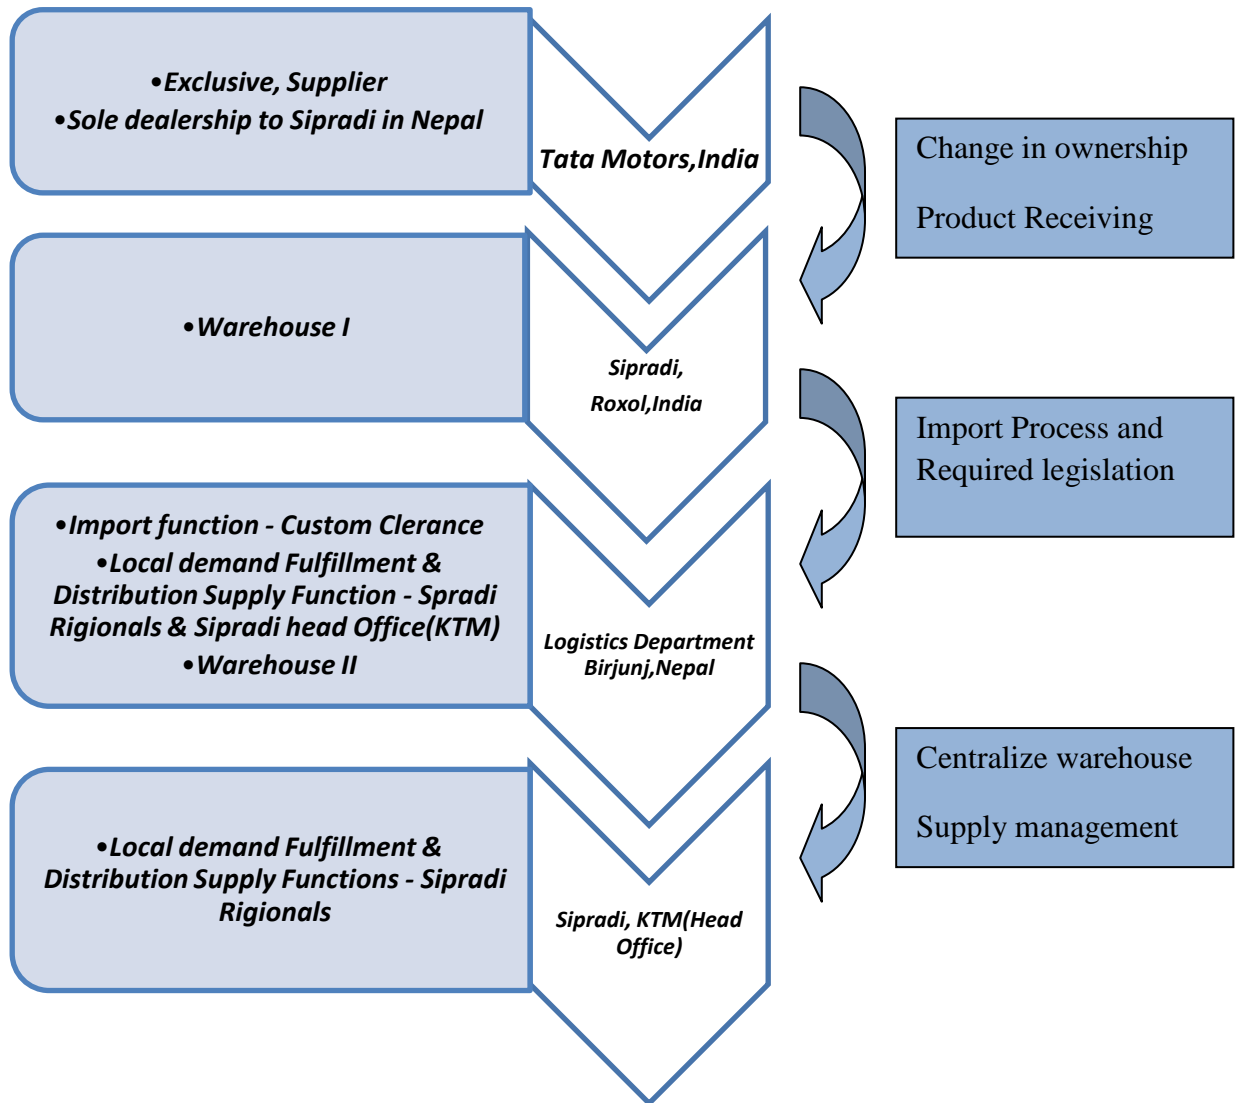 •Exclusive, Supplier
•Sole dealership to Sipradi in Nepal
Tata Motors,India
Change in ownership
Product Receiving
•Warehouse I
Sipradi,
Roxol,India
Import Process and
Required legislation
•Import function - Custom Clerance
•Local demand Fulfillment &
Distribution Supply Function - Spradi
Rigionals & Sipradi head Office(KTM)
•Warehouse II
Logistics Department
Birjunj,Nepal
Centralize warehouse
Supply management
•Local demand Fulfillment &
Distribution Supply Functions - Sipradi
Rigionals
Sipradi, KTM(Head
Office)